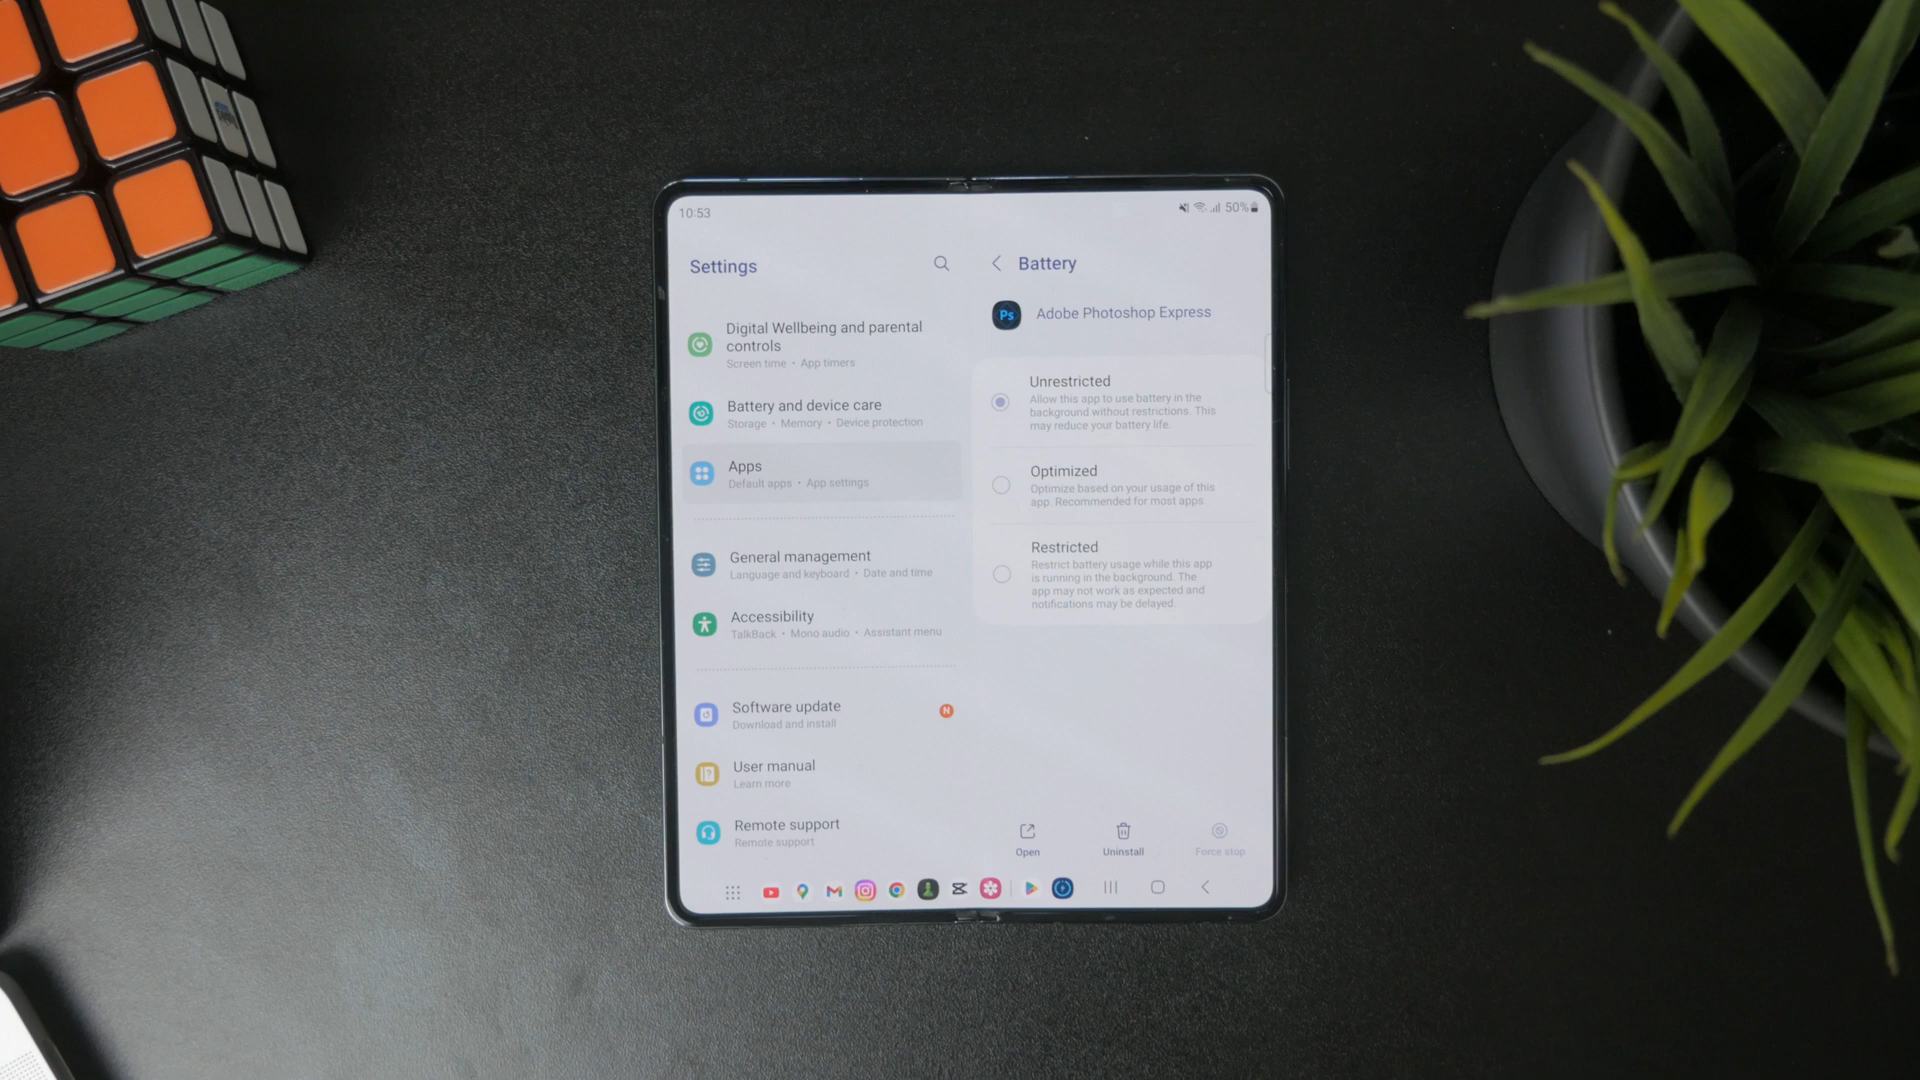 10:53
50%
Settings
Digital Wellbeing and parental
controls
Screen time • App timers
Battery and device care
Storage • Memory • Device protection
Apps
Default apps • App settings
General management
Language and keyboard • Date and time
Accessibility
TalkBack • Mono audio • Assistant menu
Software update
N
Download and install
User manual
Learn more
Remote support
Remote support
Battery
Ps
Adobe Photoshop Express
Unrestricted
Allow this app to use battery in the
background without restrictions. This
may reduce your battery life.
Optimized
Optimize based on your usage of this
app. Recommended for most apps
Restricted
Restrict battery usage while this app
is running in the background. The
app may not work as expected and
notifications may be delayed.
Open
Uninstall
Force stop